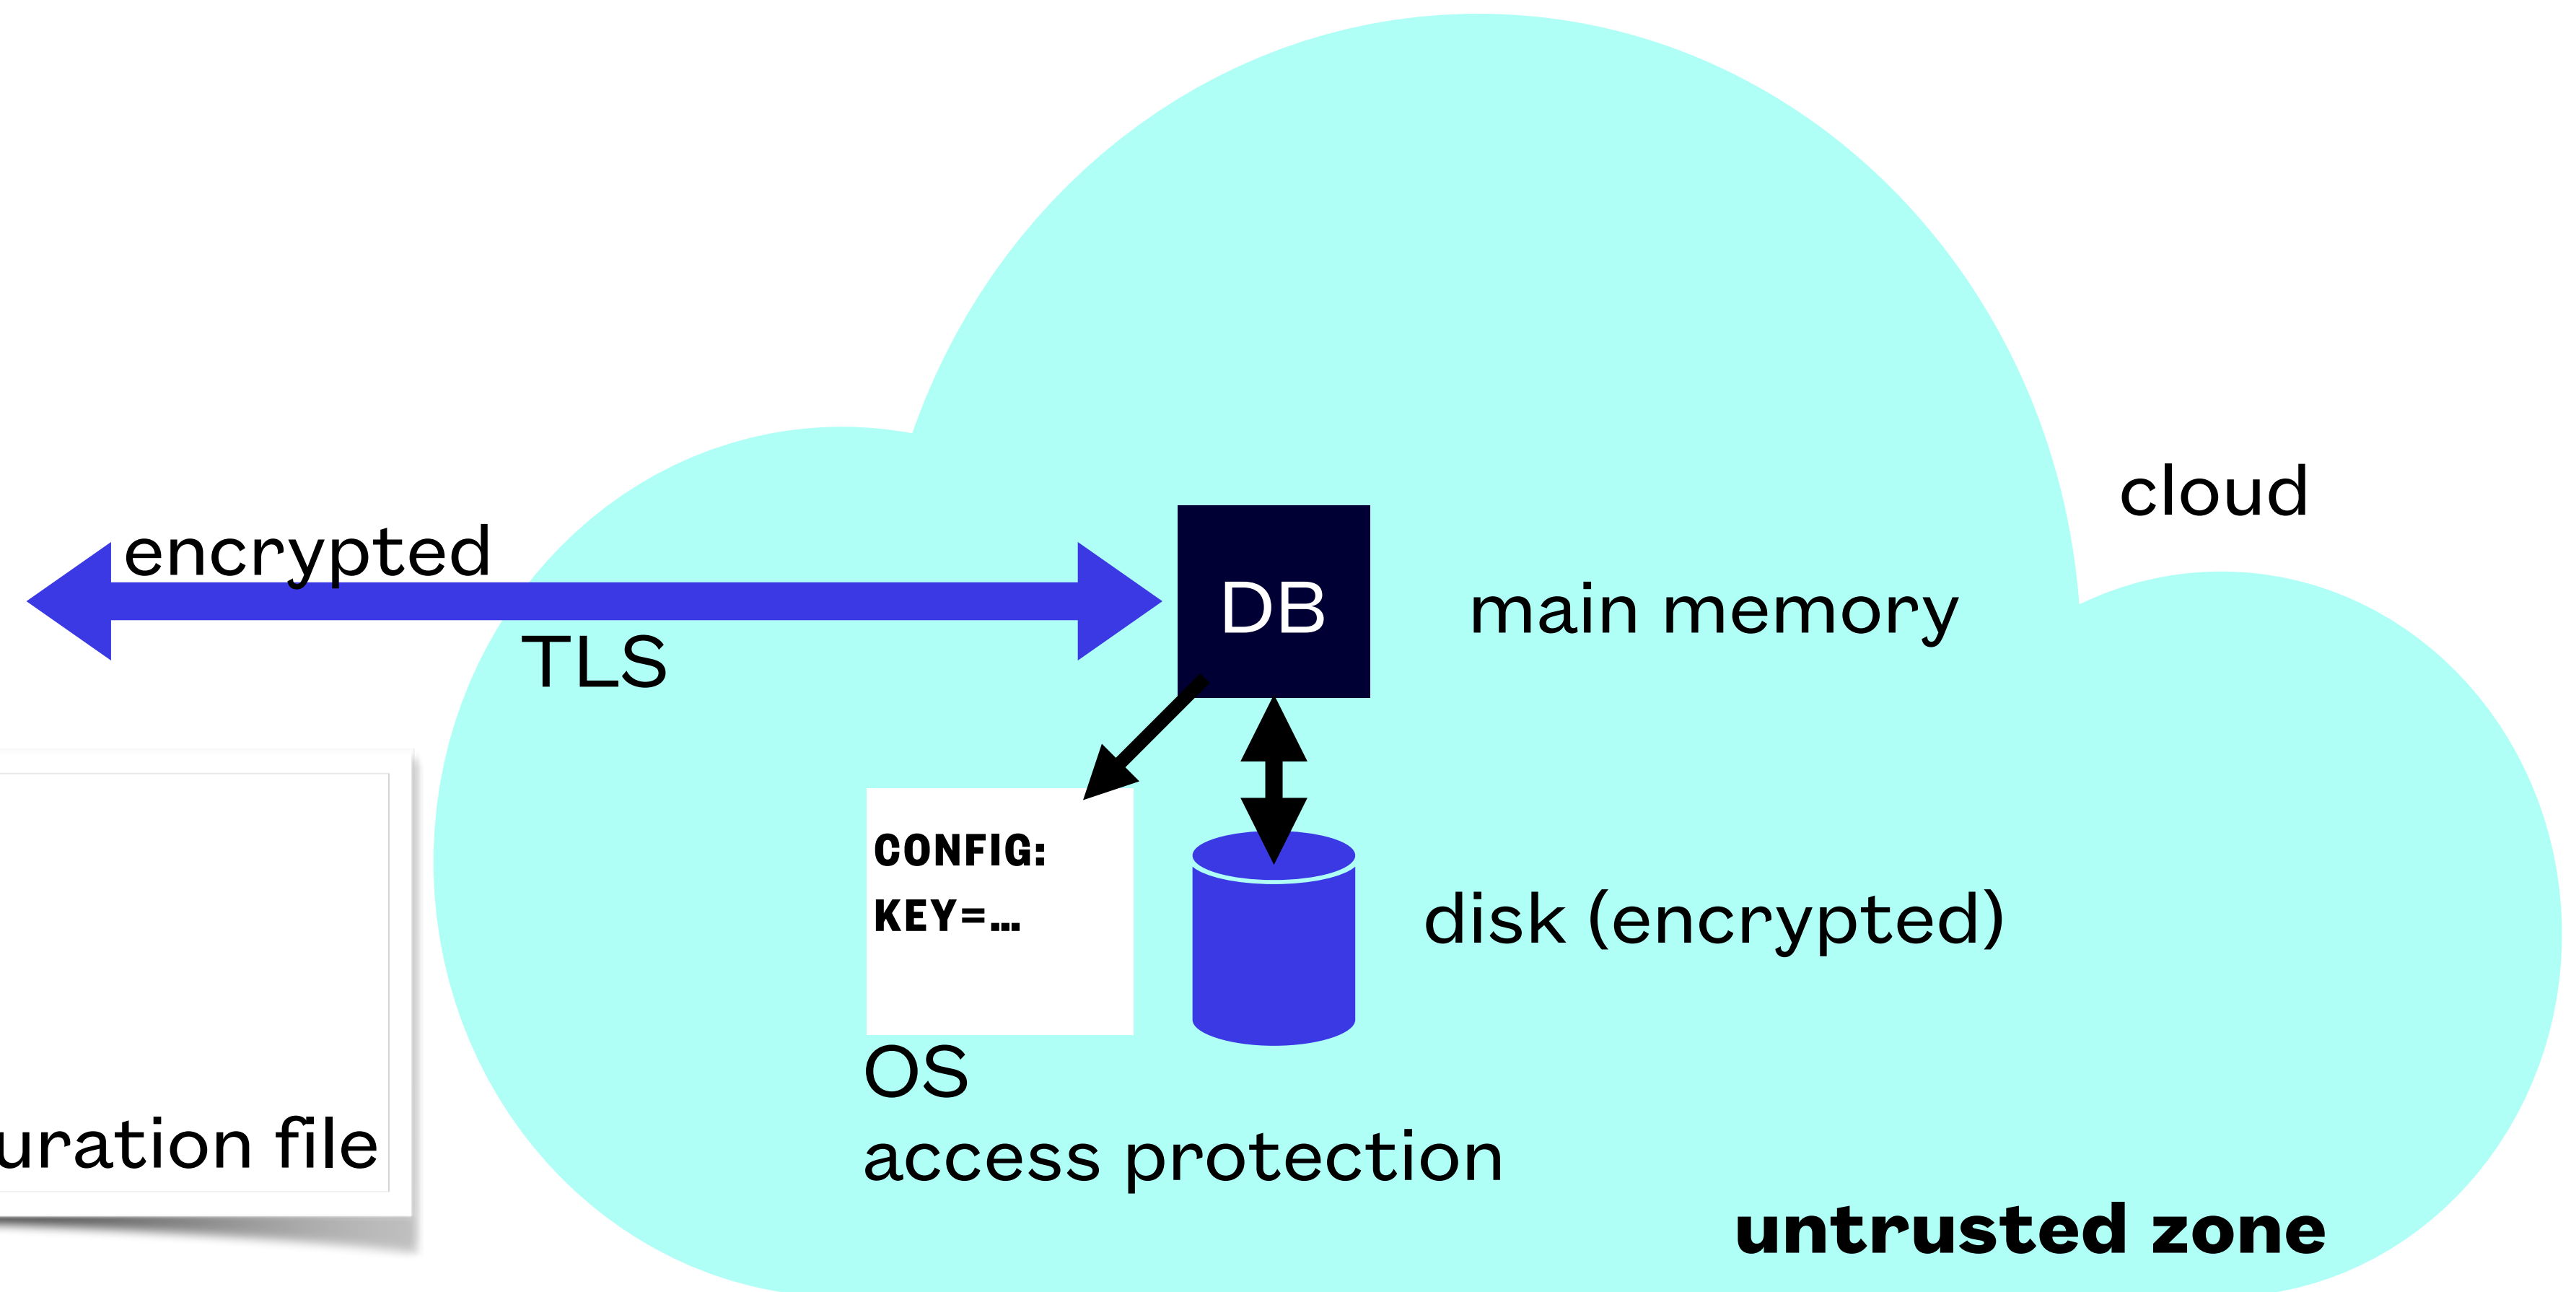 cloud
encrypted
DB
main memory
TLS
CONFIG:
KEY=…
disk (encrypted)
OS
access protection
uration file
untrusted zone